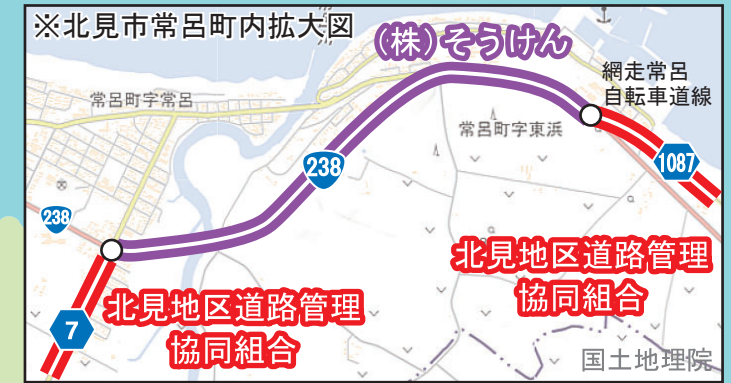 ※北見市常呂町内拡大図
(株)そうけん
網走常呂
自転車道線
常呂町字常呂
常呂町字東浜
1087
238
238
北見地区道路管理
協同組合
7
北見地区道路管理
協同組合
国土地理院